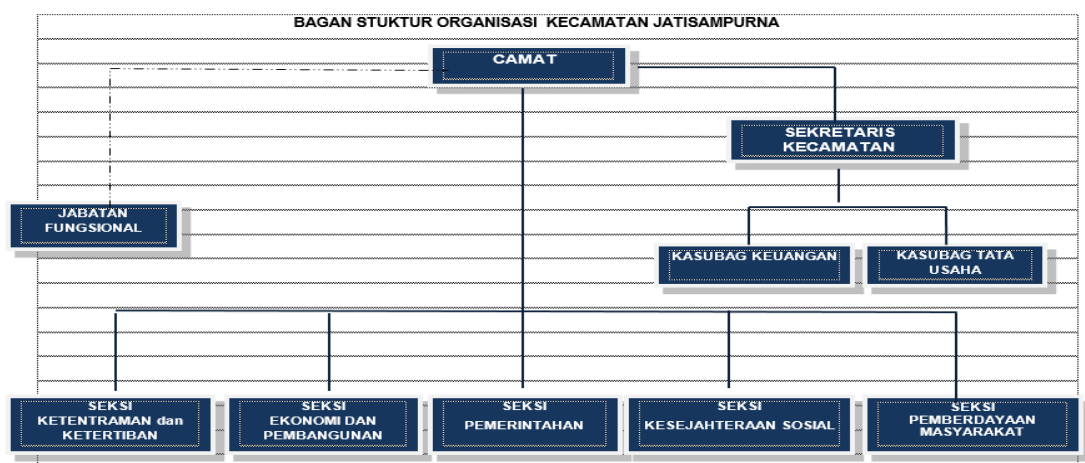 BAGAN STUKTUR ORGANISASI KECAMATAN JATISAMPURNA
CAMAT
SEKRETARIS
KECAMATAN
JABATAN
FUNGSIONAL
KASUBAG KEUANGAN
KASUBAG TATA
USAHA
SEKSI
KETENTRAMAN dan
KETERTIBAN
SEKSI
EKONOMI DAN
PEMBANGUNAN
SEKSI
PEMERINTAHAN
SEKSI
KESEJAHTERAAN SOSIAL
SEKSI
PEMBERDAYAAN
MASYARAKAT